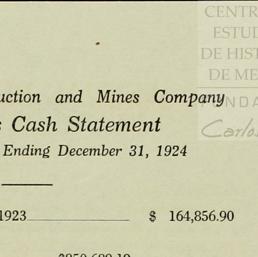 CENTR
ESTUD
DE HIST
DE ME
uction and Mines Company
NDA
s Cash Statement
Carlos
Ending December 31, 1924
1923 $ 164,856.90